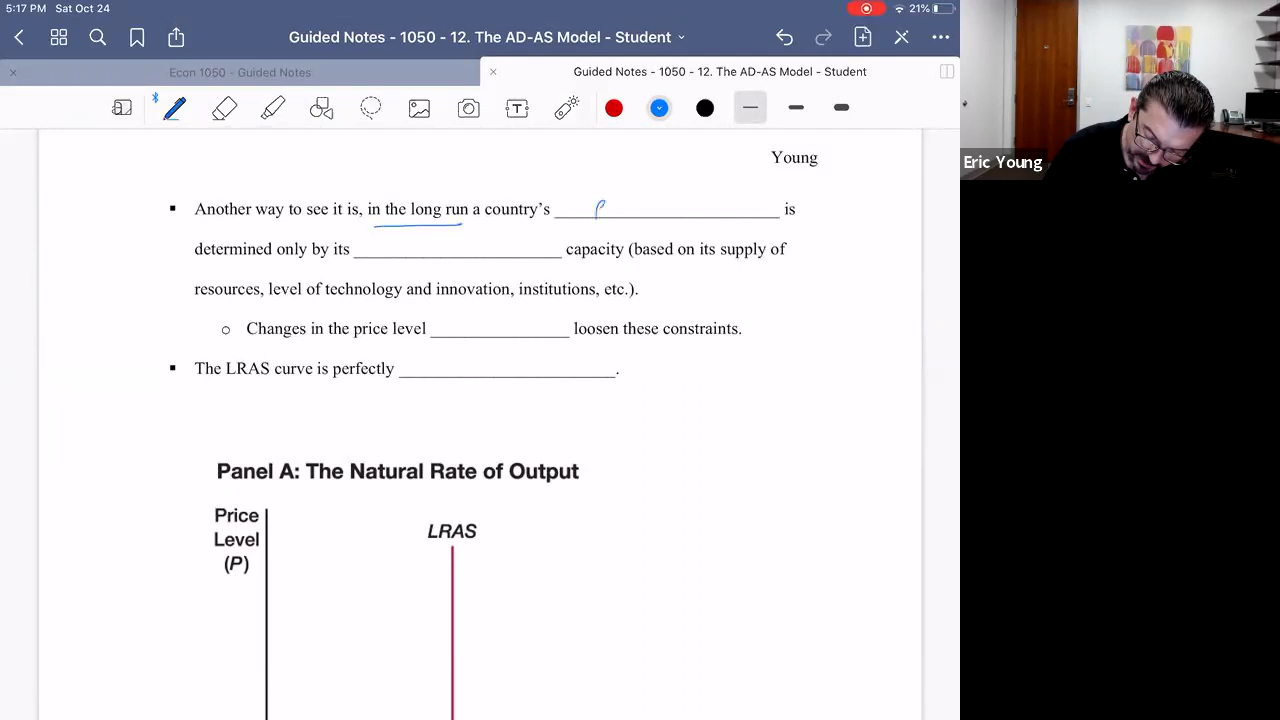 5:17 PM Sat Oct 24
21%
Guided Notes - 1050 - 12. The AD-AS Model - Student
Econ 1050 - Guided Notes
Guided Notes - 1050 - 12. The AD-AS Model - Student
Young
Eric Young
▪ Another way to see it is, in the long run a country's ____ is
determined only by its ____ capacity (based on its supply of
resources, level of technology and innovation, institutions, etc.).
o Changes in the price level ____ loosen these constraints.
▪ The LRAS curve is perfectly ____.
Panel A: The Natural Rate of Output
Price
Level
(P)
LRAS